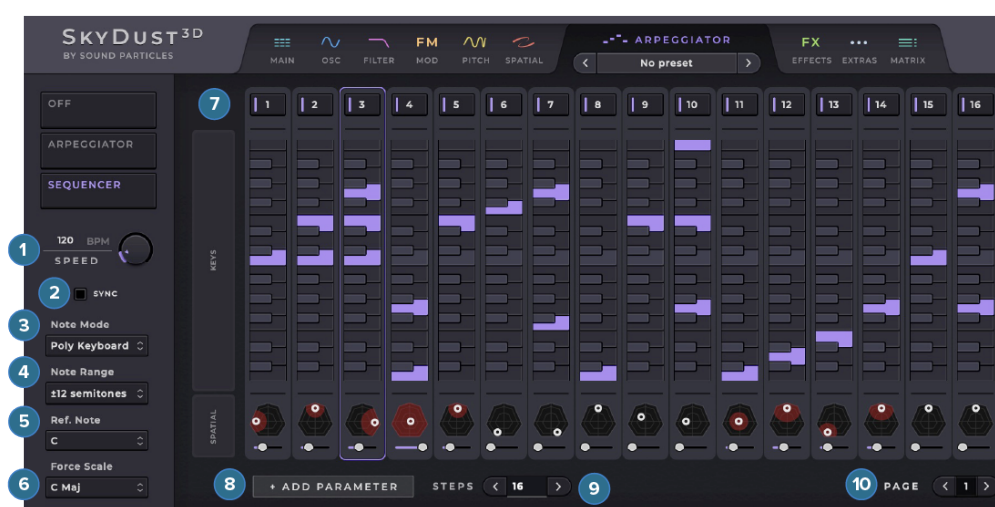 SKYDUST3D
BY SOUND PARTICLES
MAIN OSC FILTER FM MOD PITCH SPATIAL
ARPEGGIATOR
< No preset >
FX EFFECTS EXTRAS MATRIX
OFF
ARPEGGIATOR
SEQUENCER
7
1 2 3 4 5 6 7 8 9 10 11 12 13 14 15 16
KEYS
1
120 BPM
SPEED
2
SYNC
3
Note Mode
Poly Keyboard
4
Note Range
±12 semitones
5
Ref. Note
C
6
Force Scale
C Maj
SPATIAL
8
+ ADD PARAMETER
STEPS < 16 >
9
10
PAGE < 1 >